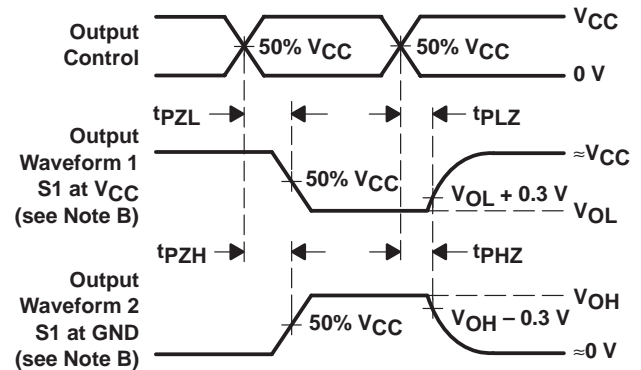 Output
Control
50% VCC
50% VCC
VCC
0 V
tPZL
tPLZ
Output
Waveform 1
S1 at VCC
(see Note B)
50% VCC
≈VCC
VOL + 0.3 V
VOL
tPZH
tPHZ
Output
Waveform 2
S1 at GND
(see Note B)
50% VCC
VOH
VOH – 0.3 V
≈0 V